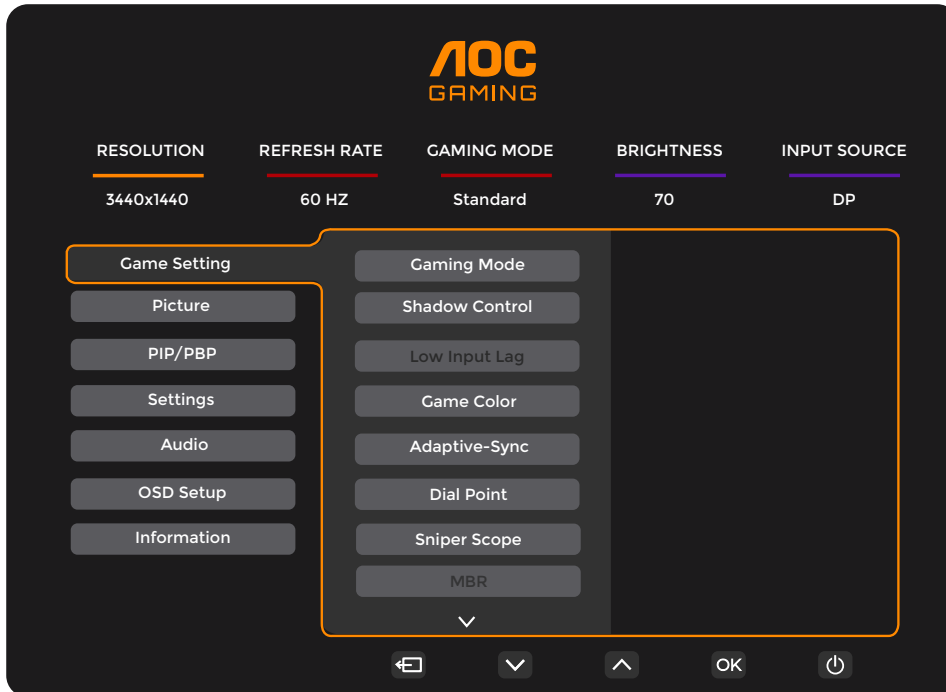 AOC
GAMING
RESOLUTION REFRESH RATE GAMING MODE BRIGHTNESS INPUT SOURCE
3440x1440 60 HZ Standard 70 DP
Game Setting
Picture
PIP/PBP
Settings
Audio
OSD Setup
Information
Gaming Mode
Shadow Control
Low Input Lag
Game Color
Adaptive-Sync
Dial Point
Sniper Scope
MBR
OK